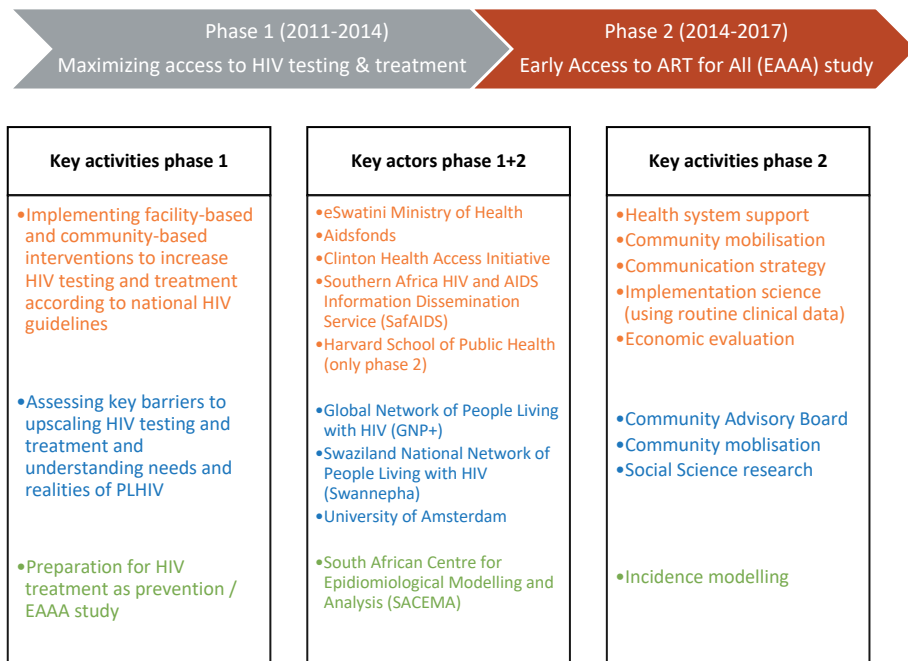 Phase 1 (2011-2014)
Maximizing access to HIV testing & treatment
Phase 2 (2014-2017)
Early Access to ART for All (EAAA) study
Key activities phase 1
•Implementing facility-based
and community-based
interventions to increase
HIV testing and treatment
according to national HIV
guidelines
•Assessing key barriers to
upscaling HIV testing and
treatment and
understanding needs and
realities of PLHIV
•Preparation for HIV
treatment as prevention /
EAAA study
Key actors phase 1+2
•eSwatini Ministry of Health
•Aidsfonds
•Clinton Health Access Initiative
•Southern Africa HIV and AIDS
Information Dissemination
Service (SafAIDS)
•Harvard School of Public Health
(only phase 2)
•Global Network of People Living
with HIV (GNP+)
•Swaziland National Network of
People Living with HIV
(Swannepha)
•University of Amsterdam
•South African Centre for
Epidiomiological Modelling and
Analysis (SACEMA)
Key activities phase 2
•Health system support
•Community mobilisation
•Communication strategy
•Implementation science
(using routine clinical data)
•Economic evaluation
•Community Advisory Board
•Community moblisation
•Social Science research
•Incidence modelling